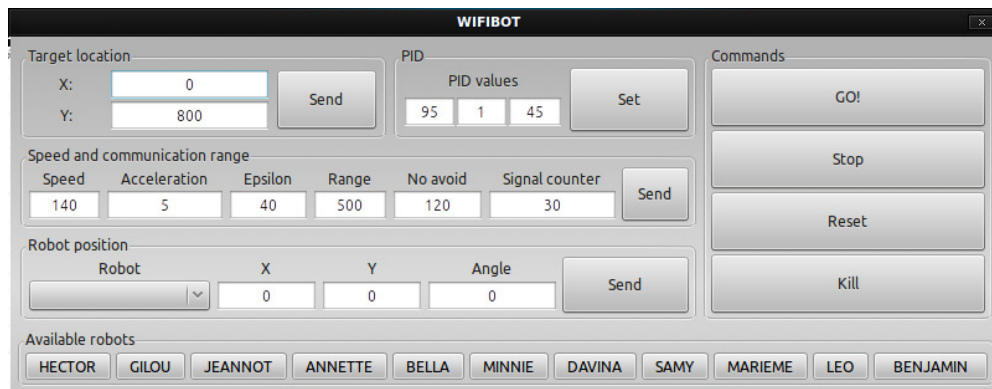 WIFIBOT
Target location
X: 0
Y: 800
Send
PID
PID values
95 1 45
Set
Speed and communication range
Speed Acceleration Epsilon Range No avoid Signal counter
140 5 40 500 120 30
Send
Robot position
Robot X Y Angle
0 0 0
Send
Commands
GO!
Stop
Reset
Kill
Available robots
HECTOR GILOU JEANNOT ANNETTE BELLA MINNIE DAVINA SAMY MARIEME LEO BENJAMIN